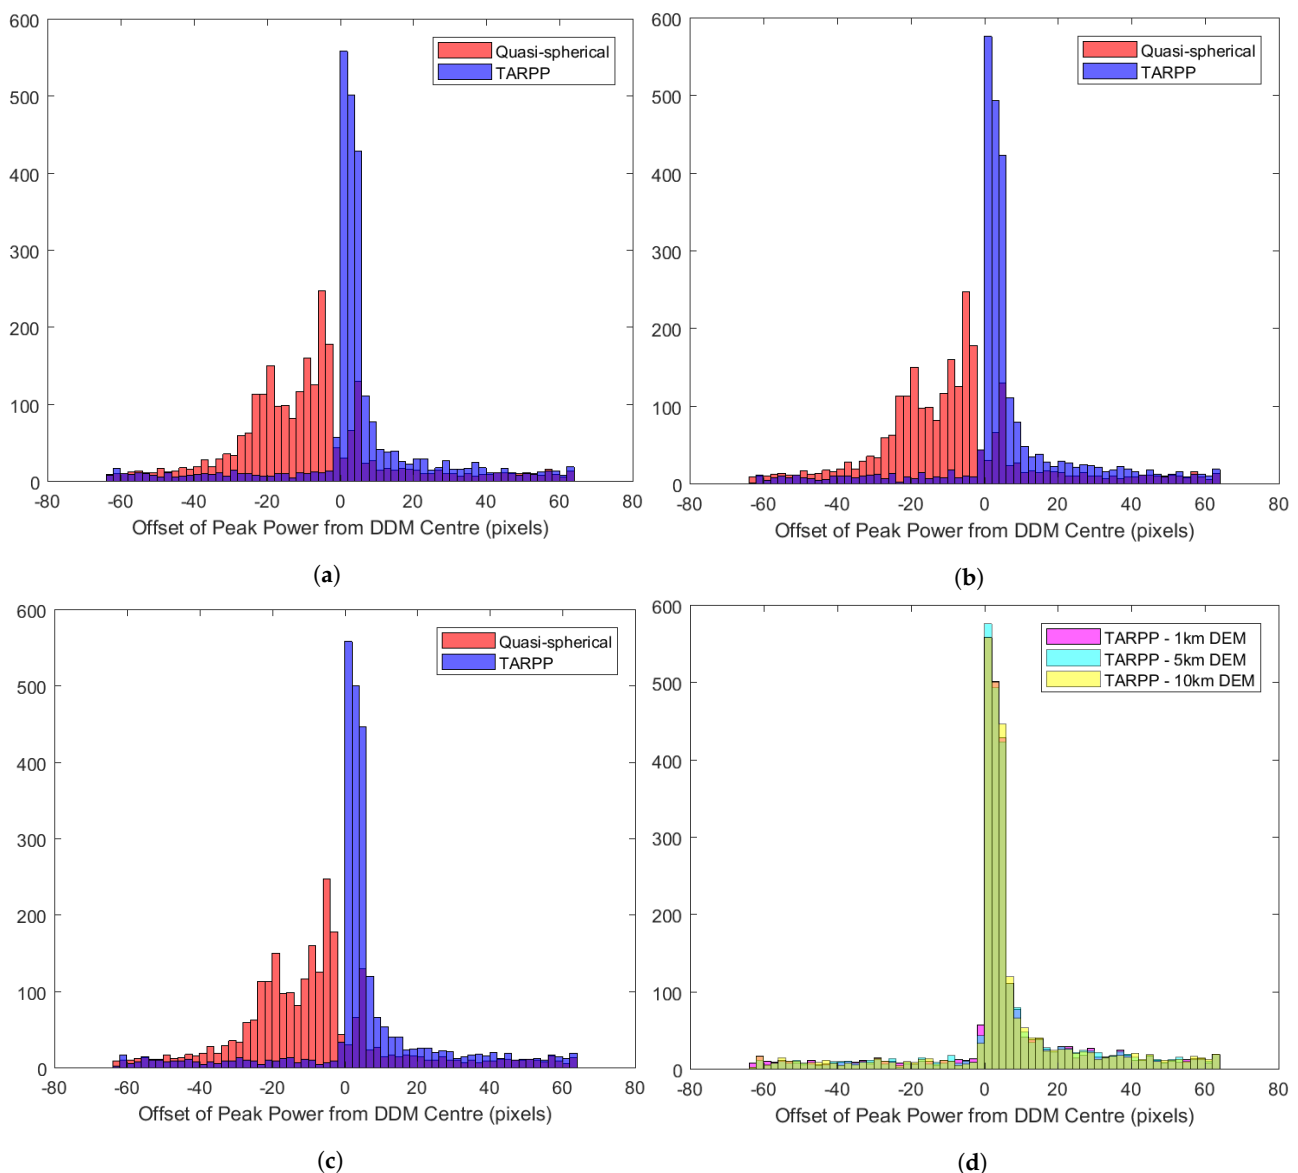 600
500
400
300
200
100
0
-80 -60 -40 -20 0 20 40 60 80
Offset of Peak Power from DDM Centre (pixels)
Quasi-spherical
TARPP
(a)
600
500
400
300
200
100
0
-80 -60 -40 -20 0 20 40 60 80
Offset of Peak Power from DDM Centre (pixels)
Quasi-spherical
TARPP
(b)
600
500
400
300
200
100
0
-80 -60 -40 -20 0 20 40 60 80
Offset of Peak Power from DDM Centre (pixels)
Quasi-spherical
TARPP
(c)
600
500
400
300
200
100
0
-80 -60 -40 -20 0 20 40 60 80
Offset of Peak Power from DDM Centre (pixels)
TARPP - 1km DEM
TARPP - 5km DEM
TARPP - 10km DEM
(d)